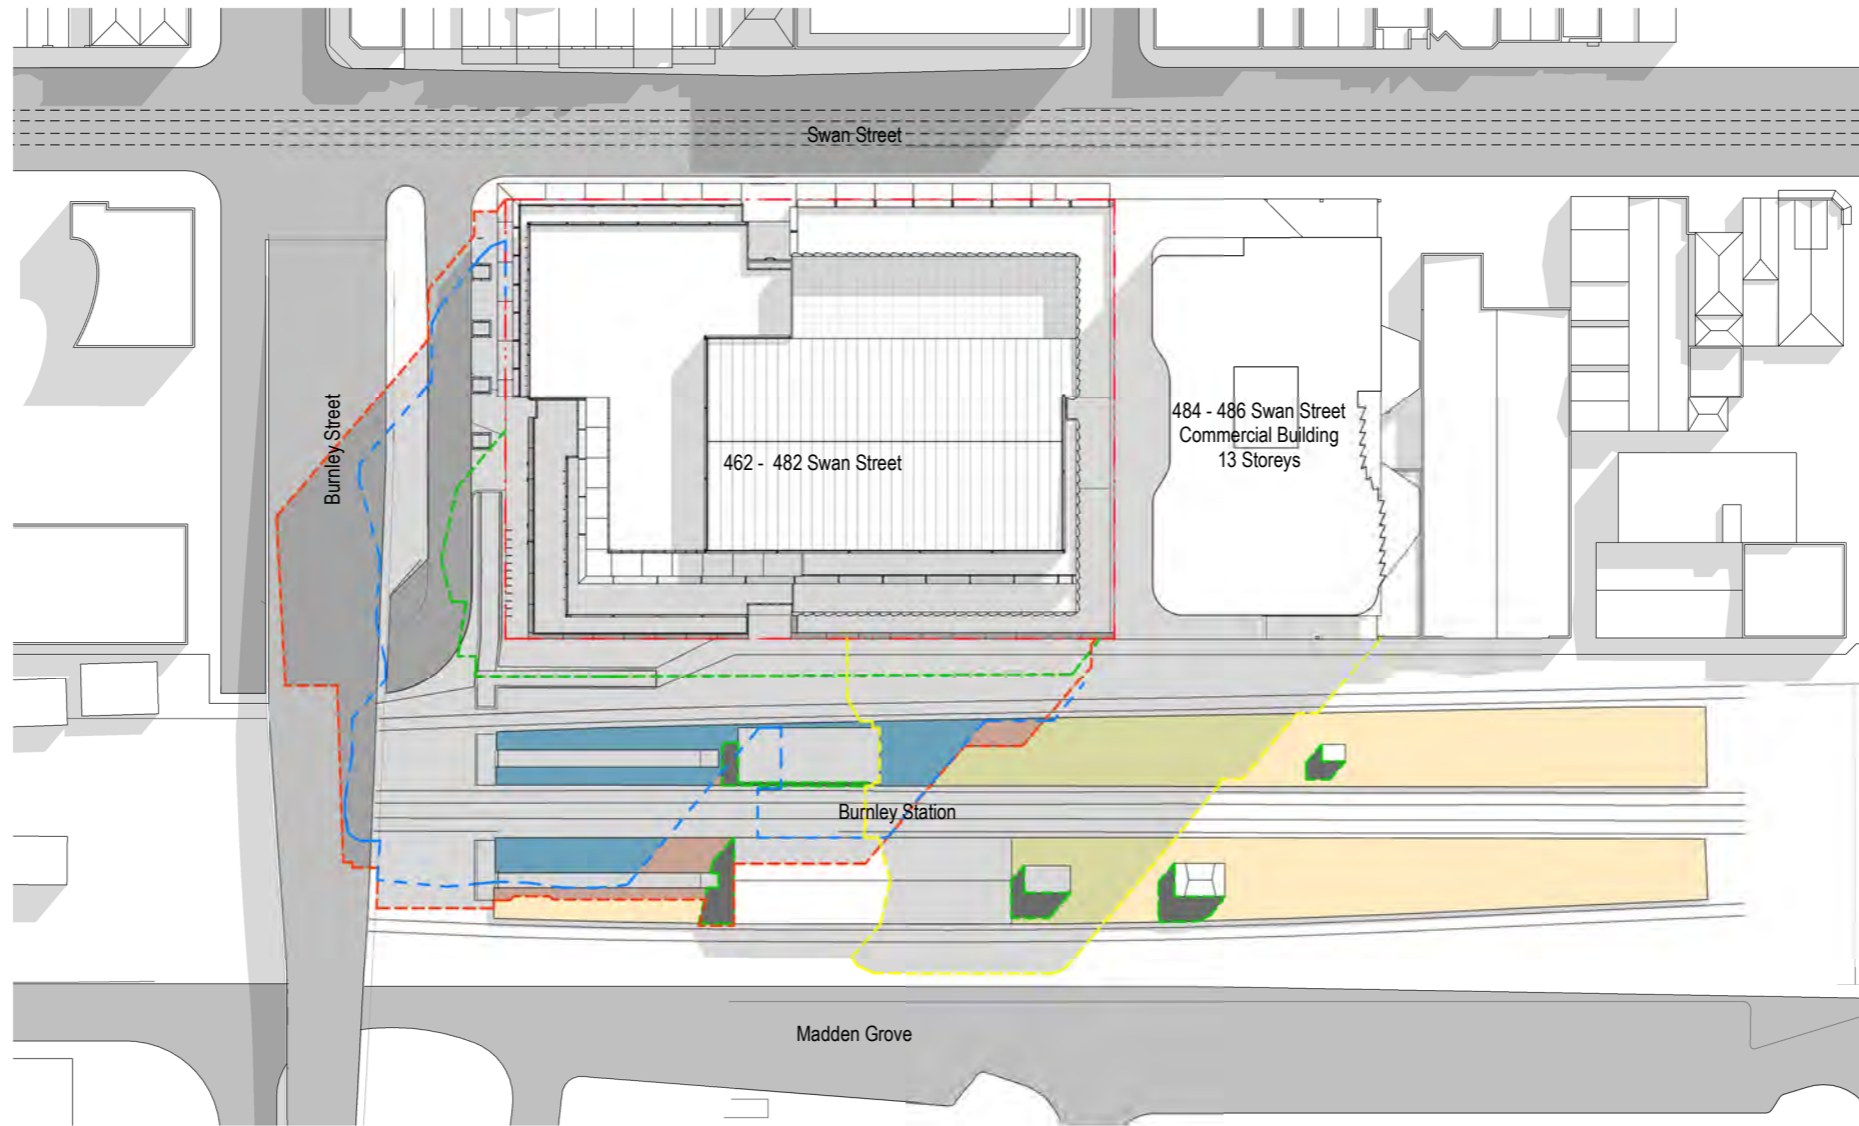 Swan Street
Burnley Street
462 - 482 Swan Street
484 - 486 Swan Street
Commercial Building
13 Storeys
Burnley Station
Madden Grove